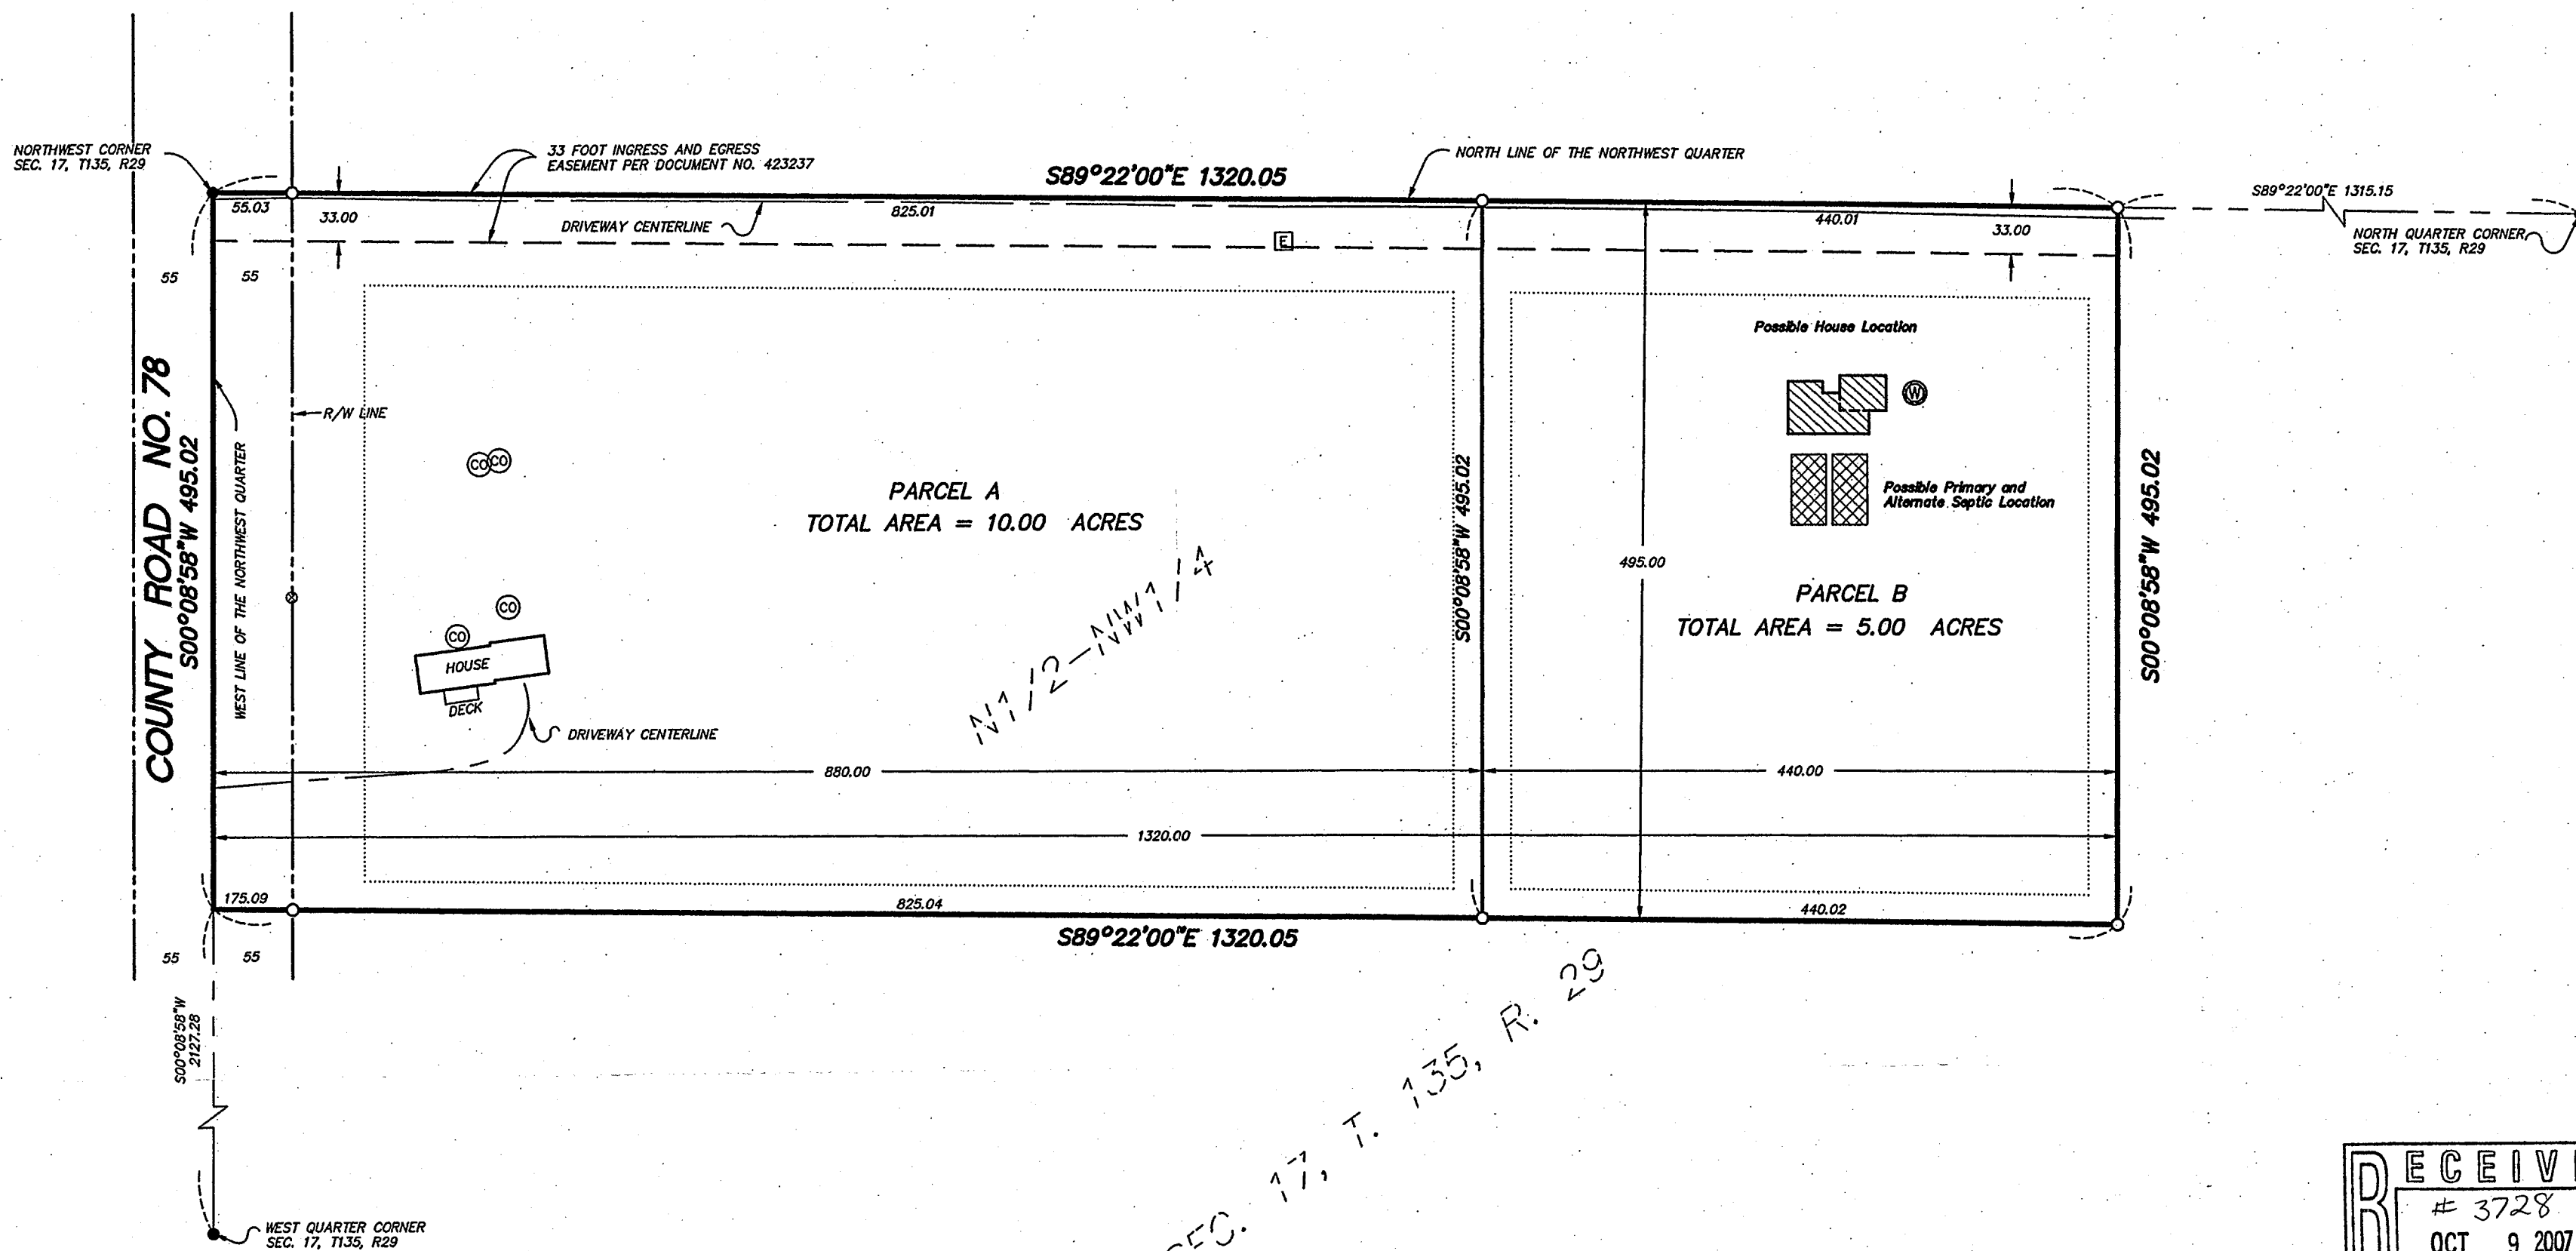 NORTHWEST CORNER
SEC. 17, T135, R29
33 FOOT INGRESS AND EGRESS
EASEMENT PER DOCUMENT NO. 423237
S89°22'00"E 1320.05
NORTH LINE OF THE NORTHWEST QUARTER
S89°22'00"E 1315.15
NORTH QUARTER CORNER
SEC. 17, T135, R29
55.03
33.00
DRIVEWAY CENTERLINE
825.01
440.01
33.00
E
55
55
Possible House Location
W
COUNTY ROAD NO. 78
S00°08'58"W 495.02
WEST LINE OF THE NORTHWEST QUARTER
R/W LINE
CO
CO
PARCEL A
TOTAL AREA = 10.00 ACRES
S00°08'58"W 495.02
Possible Primary and
Alternate Septic Location
495.00
S00°08'58"W 495.02
PARCEL B
TOTAL AREA = 5.00 ACRES
N1/2-NW1/4
CO
CO
HOUSE
DECK
DRIVEWAY CENTERLINE
880.00
440.00
1320.00
175.09
825.04
440.02
S89°22'00"E 1320.05
55
55
S00°08'58"W
2127.28
SEC. 17, T. 135, R. 29
WEST QUARTER CORNER
SEC. 17, T135, R29
RECEIV
# 3728
OCT 9 2007